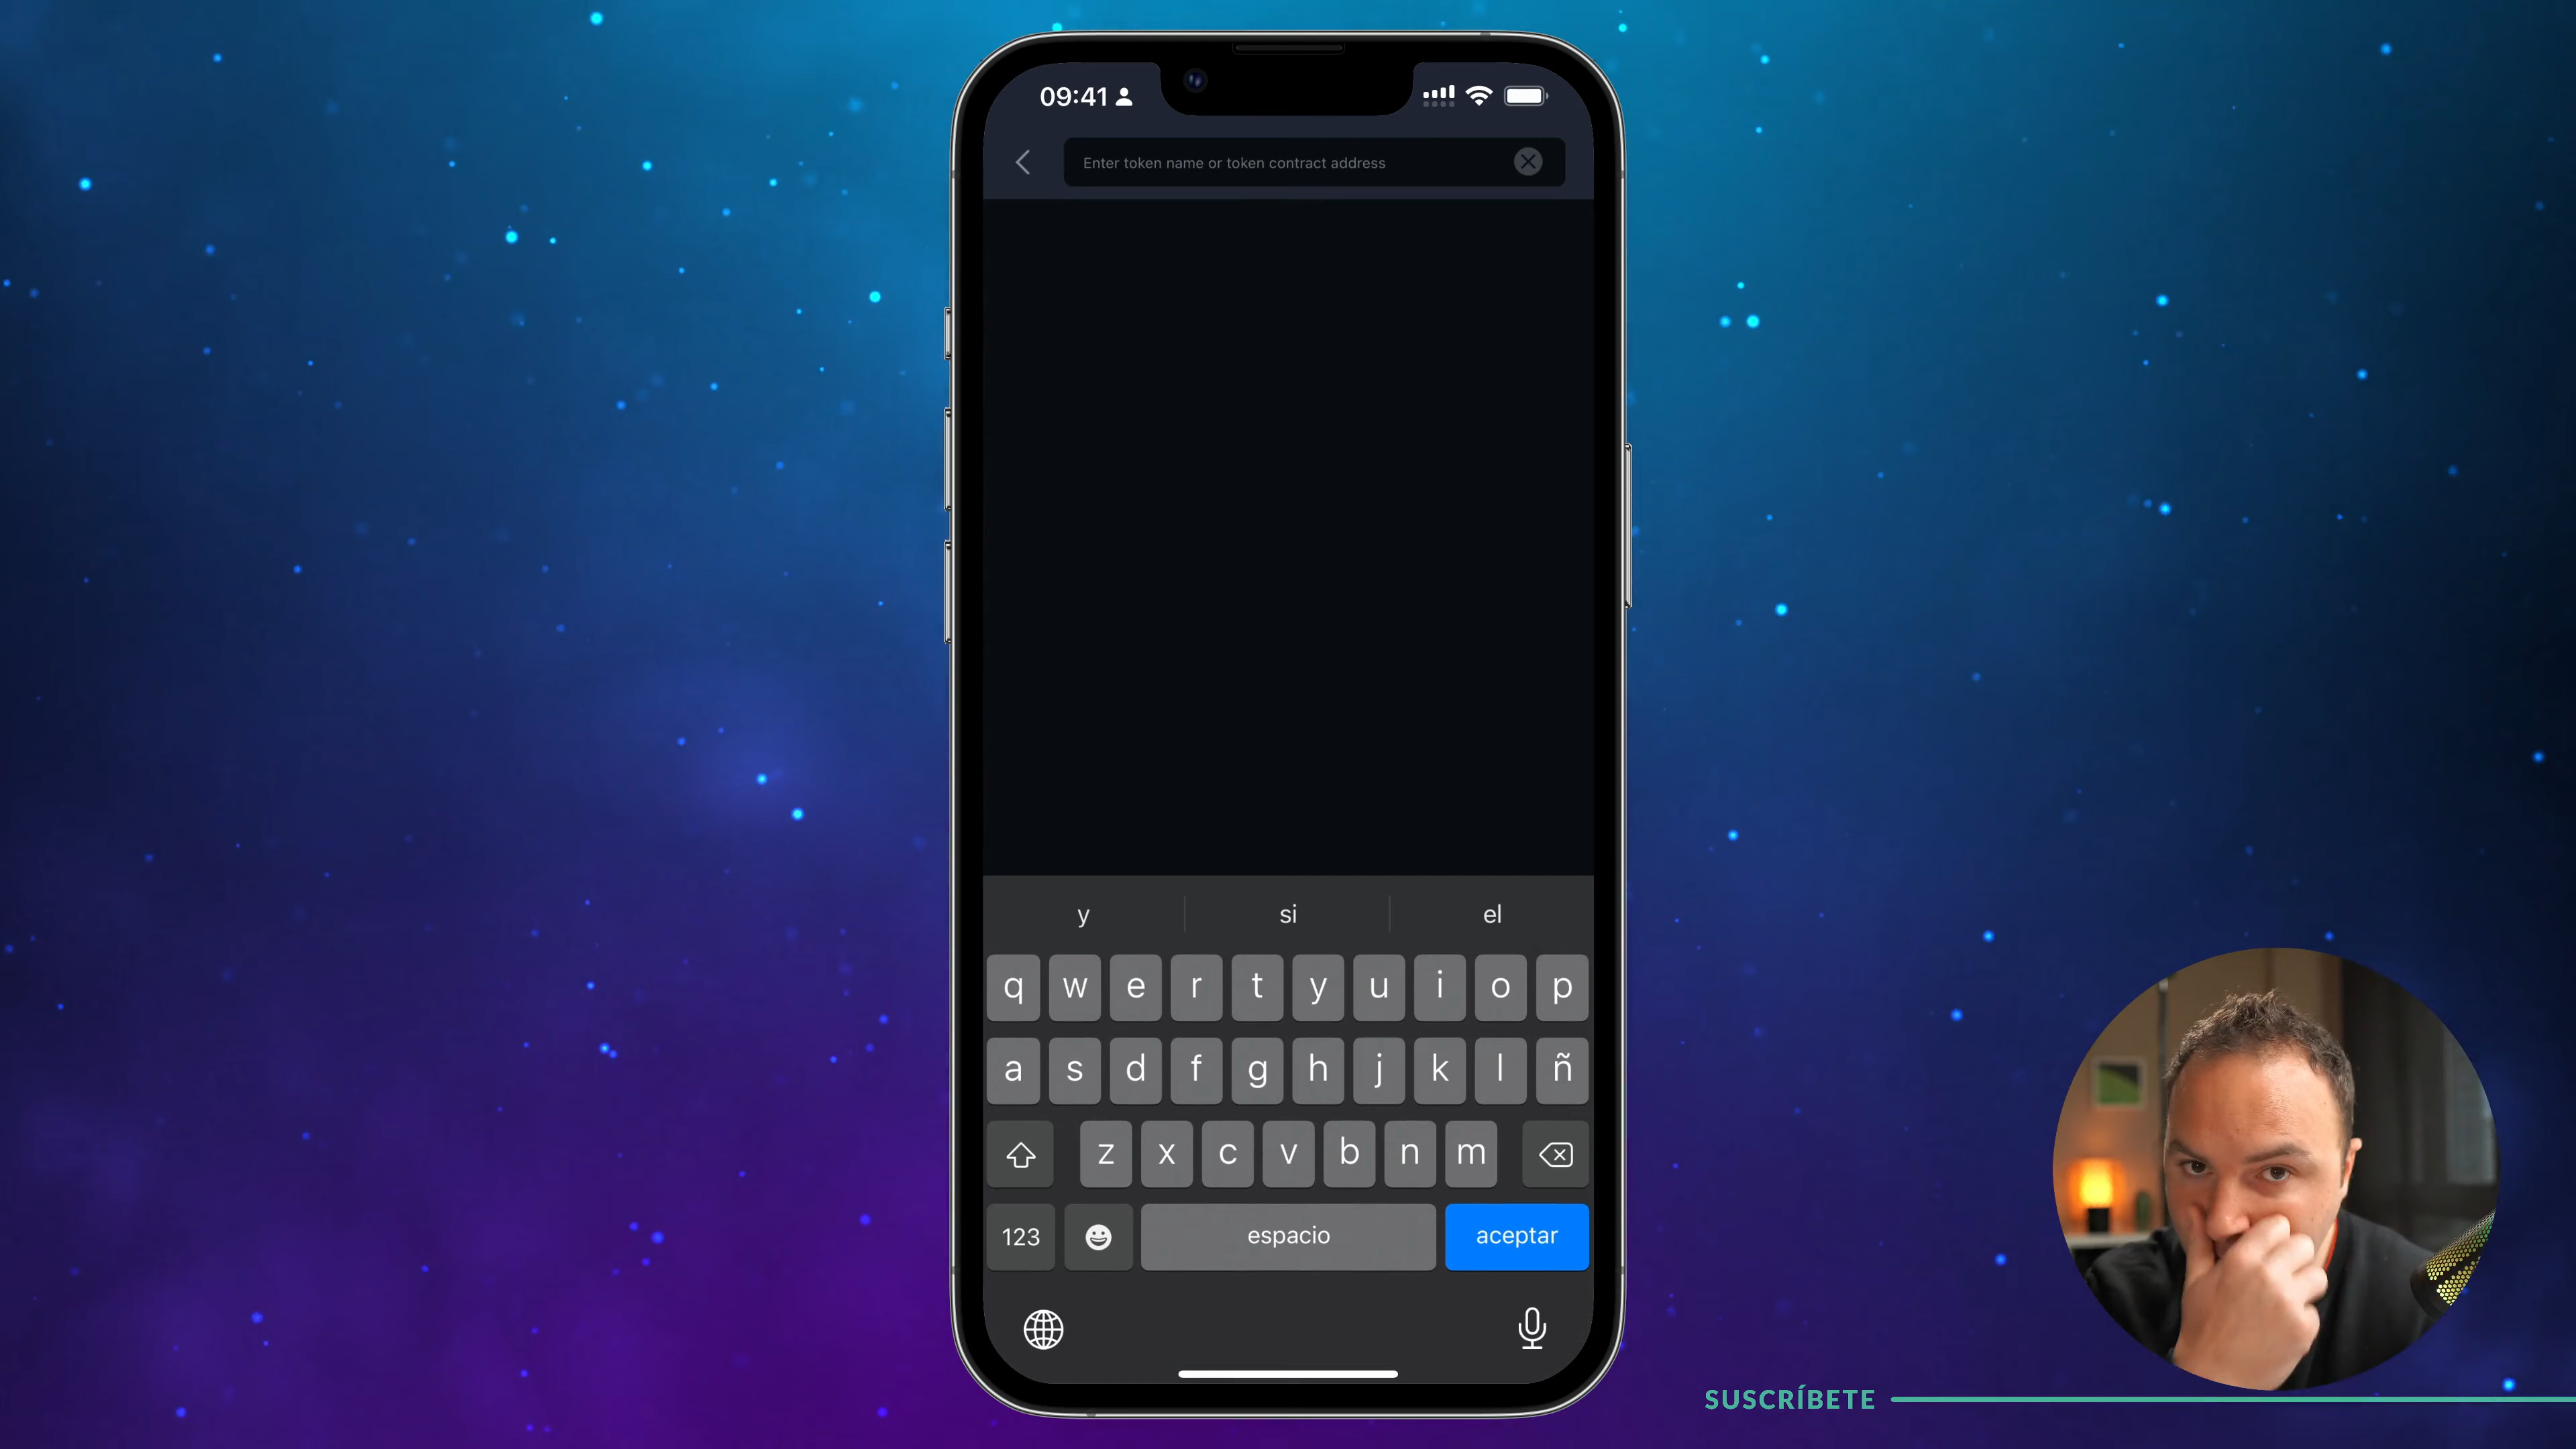 09:41
Enter token name or token contract address
y si el
q w e r t y u i o p
a s d f g h j k l ñ
z x c v b n m
123 espacio aceptar
SUSCRÍBETE